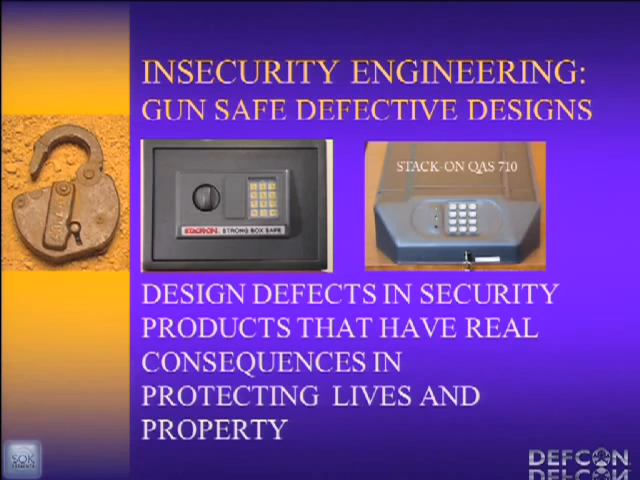 INSECURITY ENGINEERING:
GUN SAFE DEFECTIVE DESIGNS
STACK-ON QAS 710
STACK-ON STRONG BOX SAFE
DESIGN DEFECTS IN SECURITY
PRODUCTS THAT HAVE REAL
CONSEQUENCES IN
PROTECTING LIVES AND
PROPERTY
SOK
DEFCON